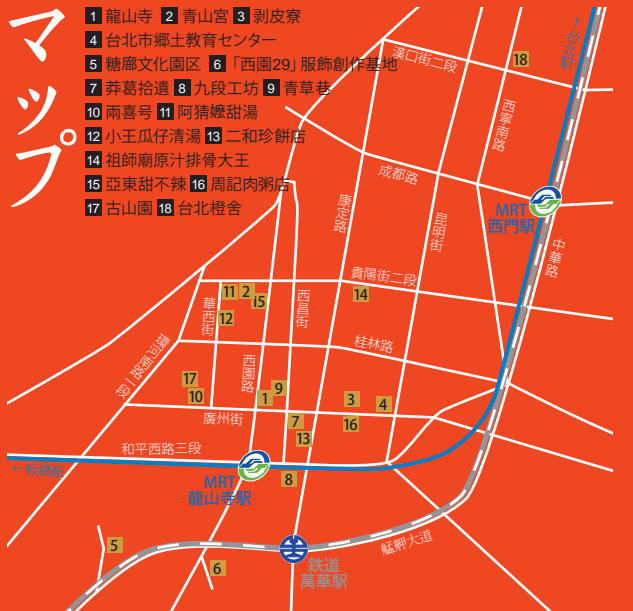 マップ。
1 龍山寺 2 青山宮 3 剥皮寮
4 台北市郷土教育センター
5 糖廍文化園区 6 「西園29」服飾創作基地
7 莽葛拾遺 8 九段工坊 9 青草巷
10 兩喜号 11 阿猜嬤甜湯
12 小王瓜仔清湯 13 二和珍餅店
14 祖師廟原汁排骨大王
15 亞東甜不辣 16 周記肉粥店
17 古山園 18 台北橙舍
漢口街二段
18
↑台北駅
西寧南路
成都路
康定路
昆明街
MRT
西門駅
中華路
貴陽街二段
11 2 15
14
12
華西街
西昌街
桂林路
環河南路二段
西園路
17
10
9
1
3
4
廣州街
7
16
13
和平西路三段
←板橋駅
MRT
龍山寺駅
8
5
6
鉄道
萬華駅
艋舺大道